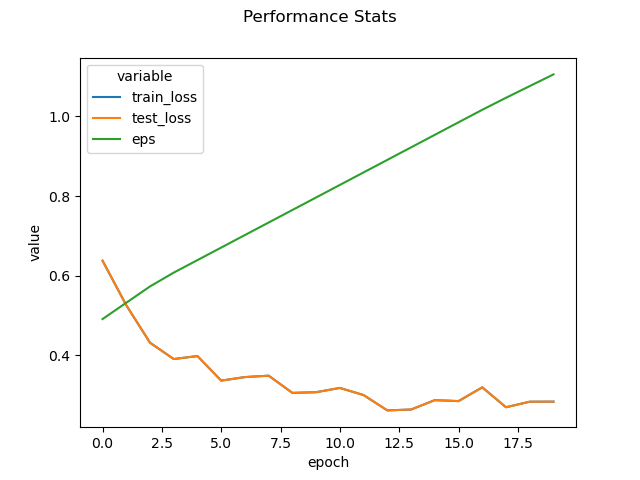 Performance Stats
variable
train_loss
test_loss
eps
value
1.0
0.8
0.6
0.4
0.0 2.5 5.0 7.5 10.0 12.5 15.0 17.5
epoch